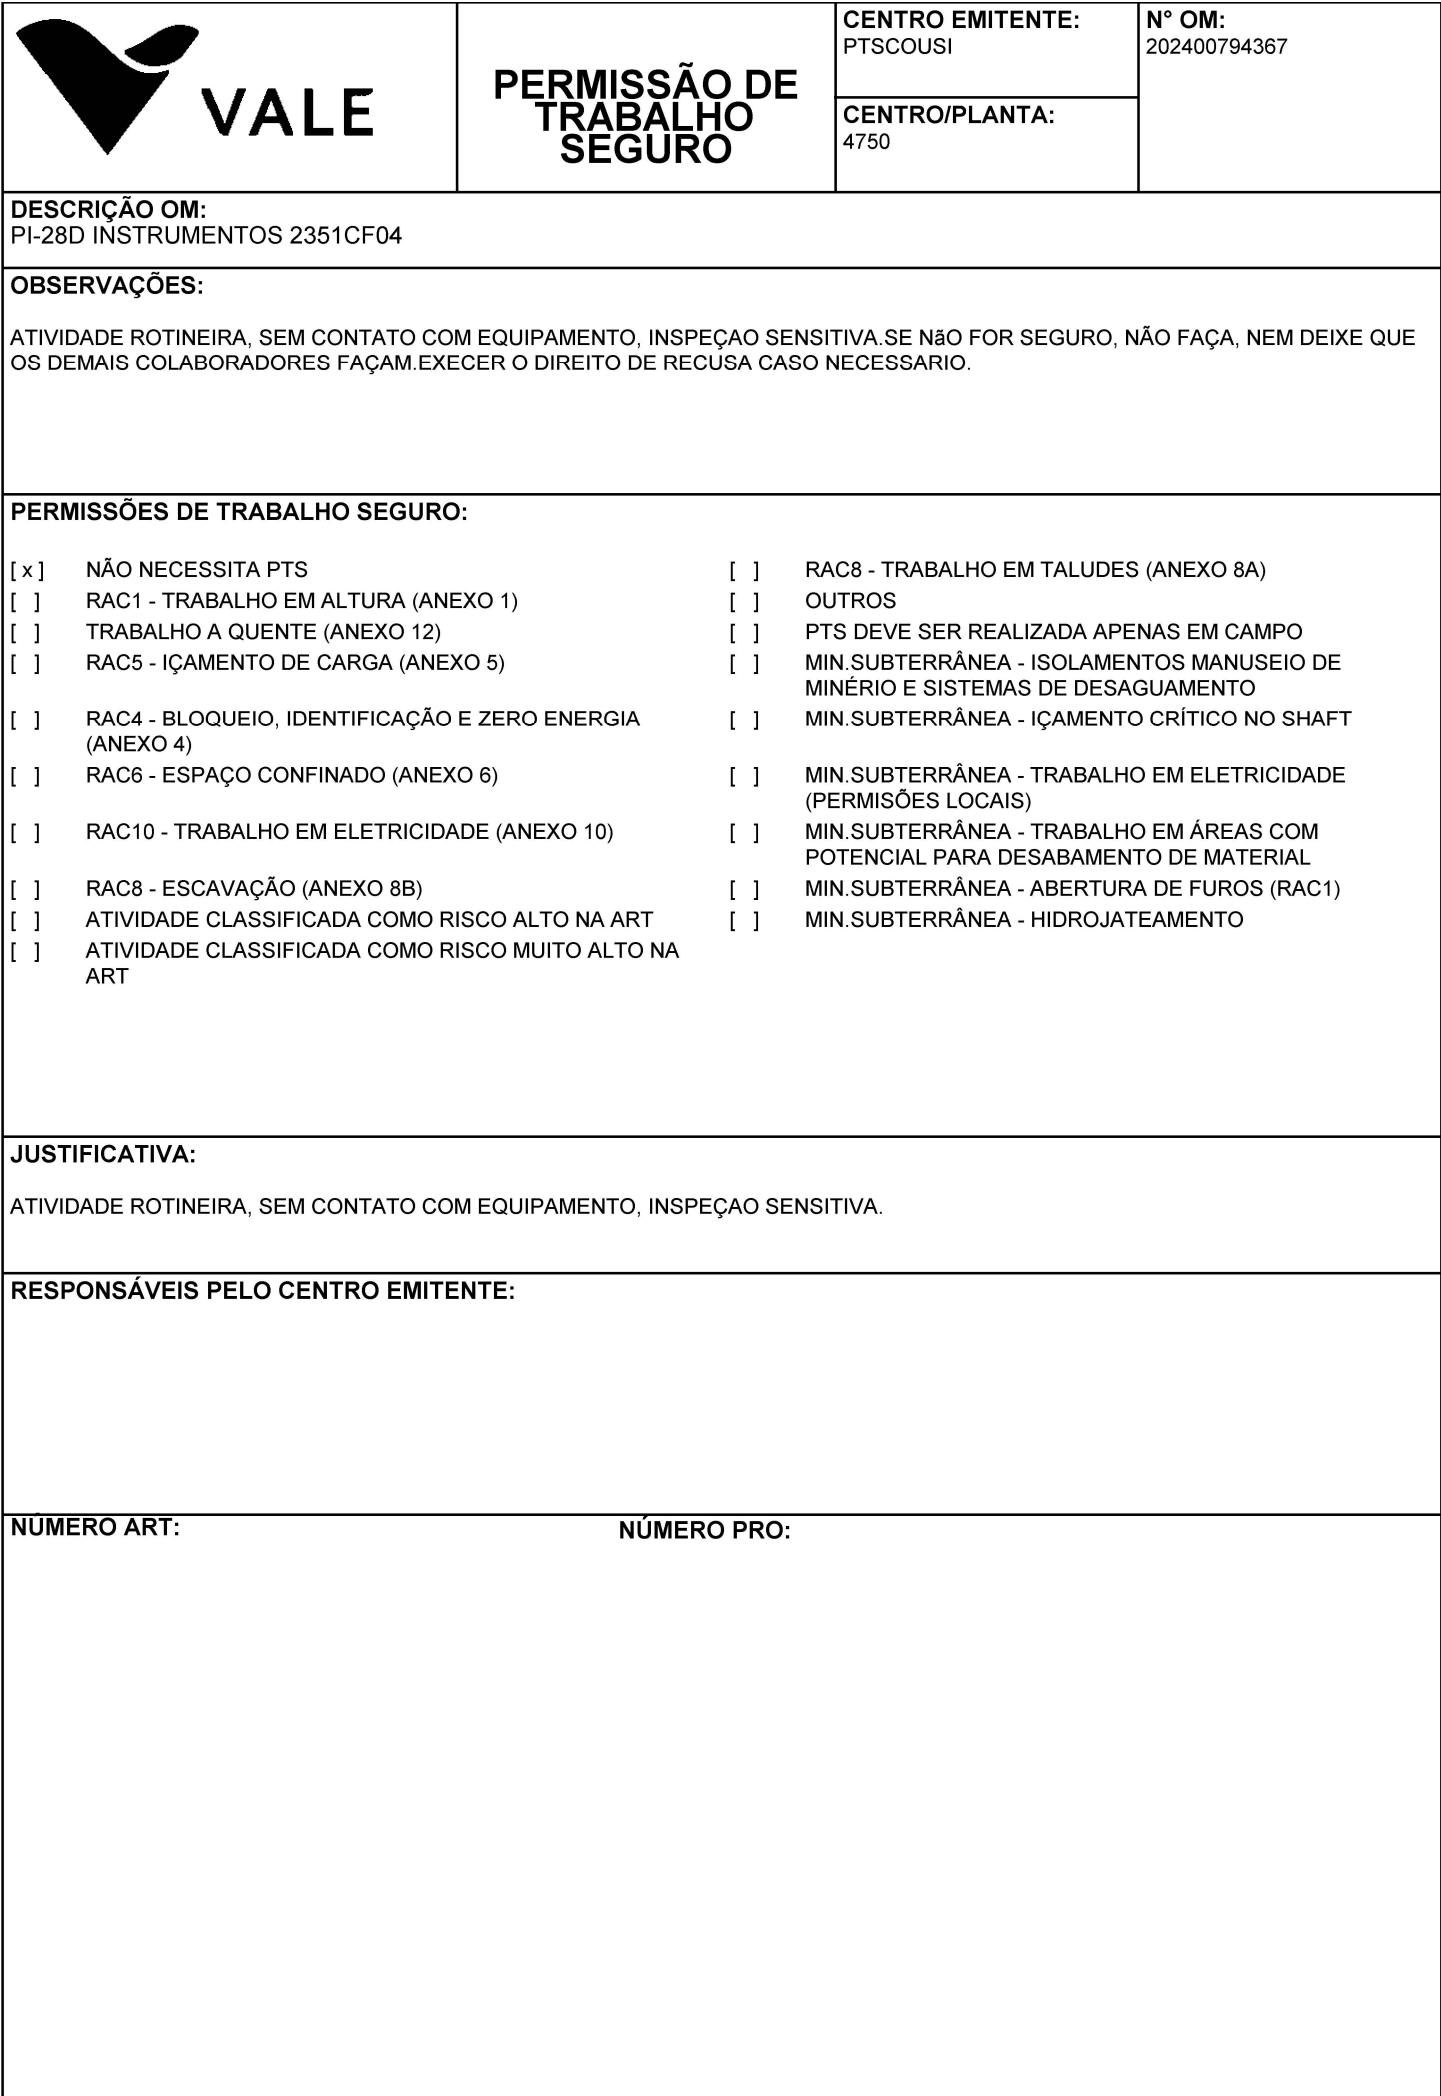 VALE
PERMISSÃO DE
TRABALHO
SEGURO
CENTRO EMITENTE:
PTSCOUSI
CENTRO/PLANTA:
4750
N° OM:
202400794367
DESCRIÇÃO OM:
PI-28D INSTRUMENTOS 2351CF04
OBSERVAÇÕES:
ATIVIDADE ROTINEIRA, SEM CONTATO COM EQUIPAMENTO, INSPEÇAO SENSITIVA.SE NãO FOR SEGURO, NÃO FAÇA, NEM DEIXE QUE
OS DEMAIS COLABORADORES FAÇAM.EXECER O DIREITO DE RECUSA CASO NECESSARIO.
PERMISSÕES DE TRABALHO SEGURO:
[ x ] NÃO NECESSITA PTS
[ ] RAC1 - TRABALHO EM ALTURA (ANEXO 1)
[ ] TRABALHO A QUENTE (ANEXO 12)
[ ] RAC5 - IÇAMENTO DE CARGA (ANEXO 5)
[ ] RAC4 - BLOQUEIO, IDENTIFICAÇÃO E ZERO ENERGIA
(ANEXO 4)
[ ] RAC6 - ESPAÇO CONFINADO (ANEXO 6)
[ ] RAC10 - TRABALHO EM ELETRICIDADE (ANEXO 10)
[ ] RAC8 - ESCAVAÇÃO (ANEXO 8B)
[ ] ATIVIDADE CLASSIFICADA COMO RISCO ALTO NA ART
[ ] ATIVIDADE CLASSIFICADA COMO RISCO MUITO ALTO NA
ART
[ ] RAC8 - TRABALHO EM TALUDES (ANEXO 8A)
[ ] OUTROS
[ ] PTS DEVE SER REALIZADA APENAS EM CAMPO
[ ] MIN.SUBTERRÂNEA - ISOLAMENTOS MANUSEIO DE
MINÉRIO E SISTEMAS DE DESAGUAMENTO
[ ] MIN.SUBTERRÂNEA - IÇAMENTO CRÍTICO NO SHAFT
[ ] MIN.SUBTERRÂNEA - TRABALHO EM ELETRICIDADE
(PERMISÕES LOCAIS)
[ ] MIN.SUBTERRÂNEA - TRABALHO EM ÁREAS COM
POTENCIAL PARA DESABAMENTO DE MATERIAL
[ ] MIN.SUBTERRÂNEA - ABERTURA DE FUROS (RAC1)
[ ] MIN.SUBTERRÂNEA - HIDROJATEAMENTO
JUSTIFICATIVA:
ATIVIDADE ROTINEIRA, SEM CONTATO COM EQUIPAMENTO, INSPEÇAO SENSITIVA.
RESPONSÁVEIS PELO CENTRO EMITENTE:
NÚMERO ART:
NÚMERO PRO: